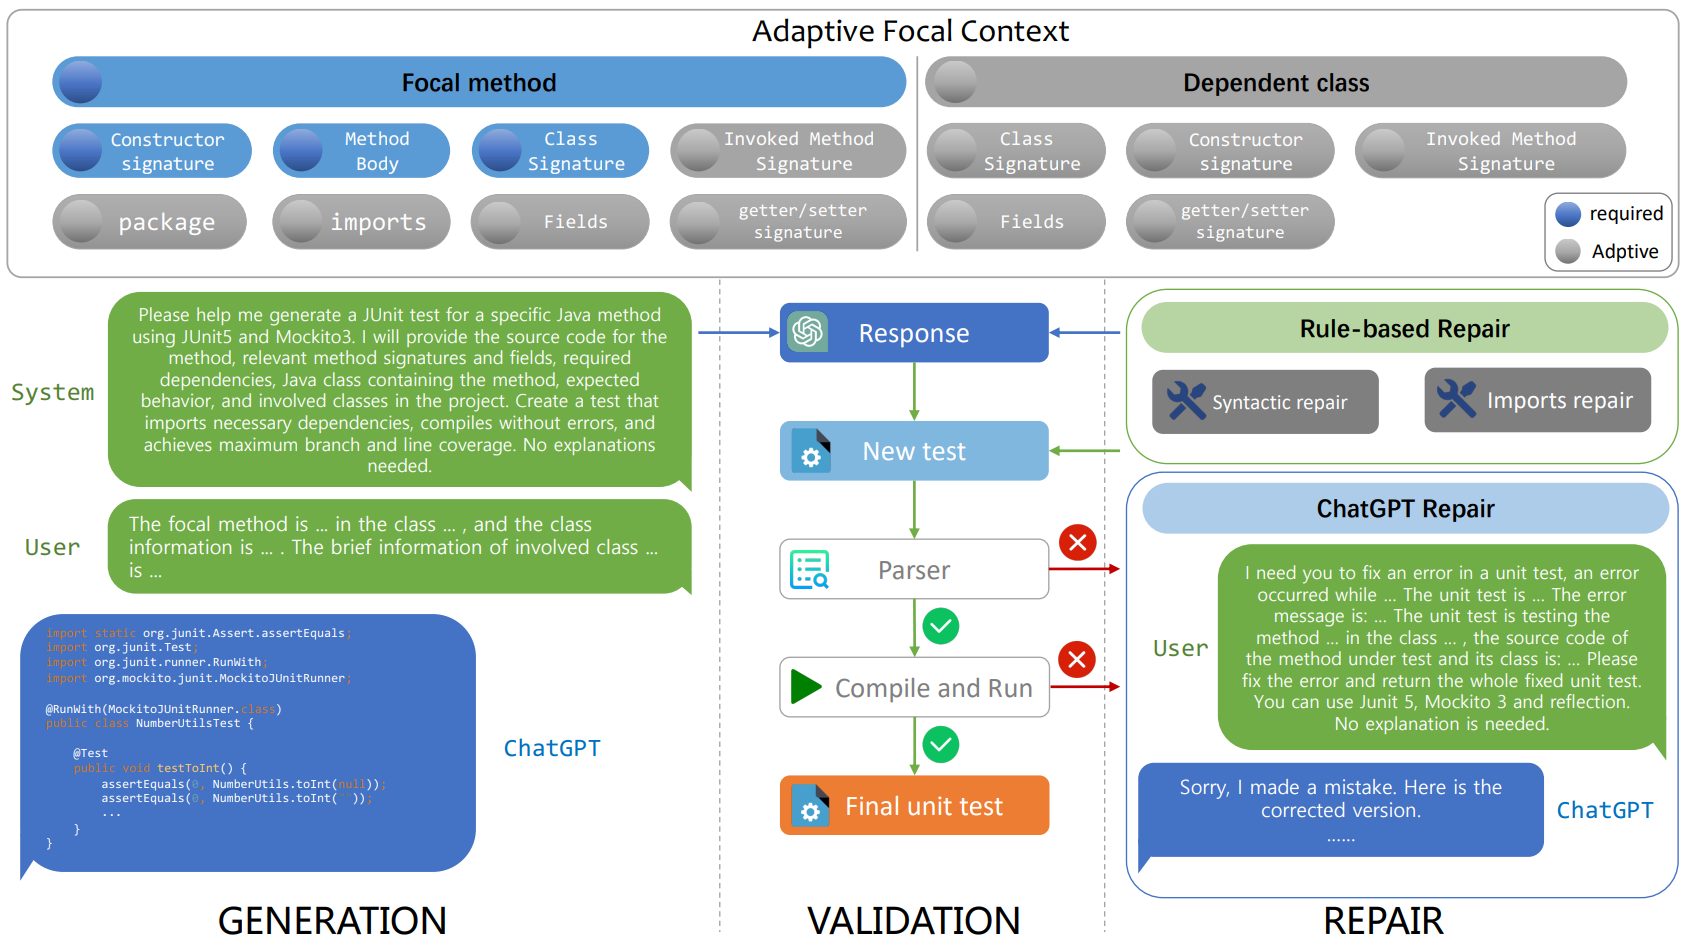 Adaptive Focal Context
Focal method
Dependent class
Constructor
signature
Method
Body
Class
Signature
Invoked Method
Signature
Class
Signature
Constructor
signature
Invoked Method
Signature
package
imports
Fields
getter/setter
signature
Fields
getter/setter
signature
required
Adptive
System
Please help me generate a JUnit test for a specific Java method
using JUnit5 and Mockito3. I will provide the source code for the
method, relevant method signatures and fields, required
dependencies, Java class containing the method, expected
behavior, and involved classes in the project. Create a test that
imports necessary dependencies, compiles without errors, and
achieves maximum branch and line coverage. No explanations
needed.
User
The focal method is ... in the class ... , and the class
information is ... . The brief information of involved class ...
is ...
import static org.junit.Assert.assertEquals;
import org.junit.Test;
import org.junit.runner.RunWith;
import org.mockito.junit.MockitoJUnitRunner;
@RunWith(MockitoJUnitRunner.class)
public class NumberUtilsTest {
@Test
public void testToInt() {
assertEquals(0, NumberUtils.toInt(null));
assertEquals(0, NumberUtils.toInt(""));
...
}
}
ChatGPT
GENERATION
Response
New test
Parser
Compile and Run
Final unit test
VALIDATION
Rule-based Repair
Syntactic repair
Imports repair
ChatGPT Repair
User
I need you to fix an error in a unit test, an error
occurred while ... The unit test is ... The error
message is: ... The unit test is testing the
method ... in the class ... , the source code of
the method under test and its class is: ... Please
fix the error and return the whole fixed unit test.
You can use Junit 5, Mockito 3 and reflection.
No explanation is needed.
Sorry, I made a mistake. Here is the
corrected version.
......
ChatGPT
REPAIR